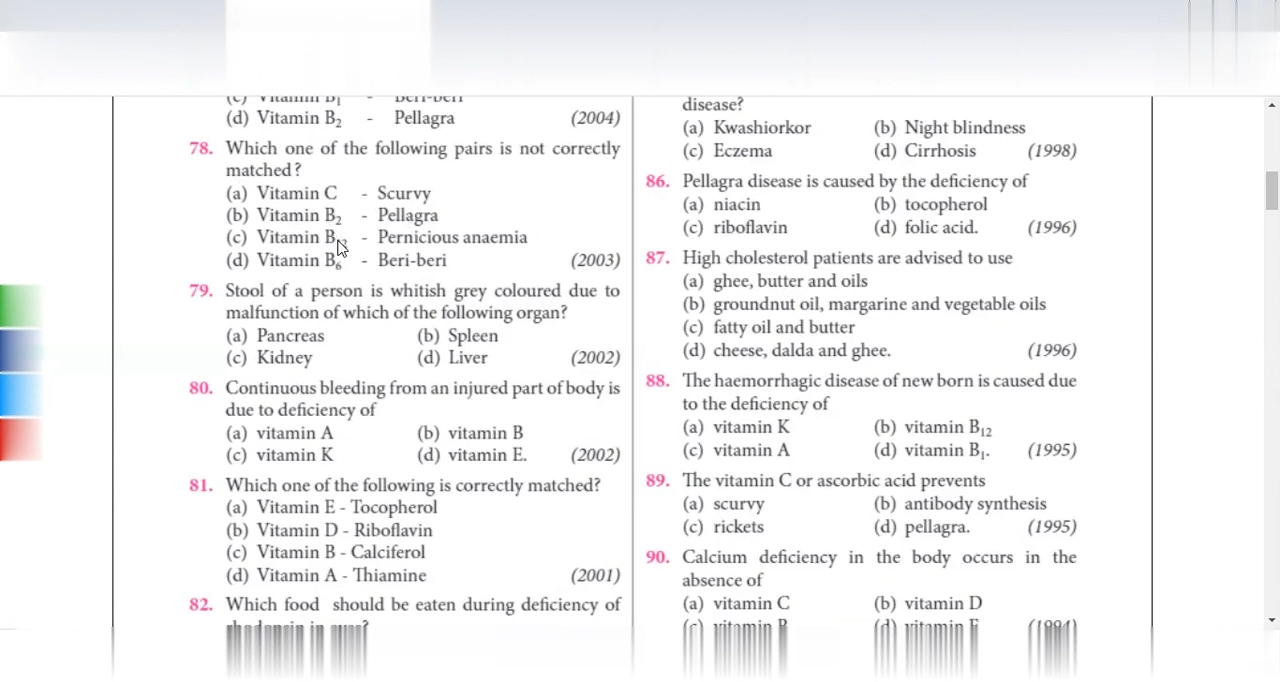 (d) Vitamin B₂ - Pellagra (2004)
78. Which one of the following pairs is not correctly
matched?
(a) Vitamin C - Scurvy
(b) Vitamin B₂ - Pellagra
(c) Vitamin B - Pernicious anaemia
(d) Vitamin B₆ - Beri-beri (2003)
79. Stool of a person is whitish grey coloured due to
malfunction of which of the following organ?
(a) Pancreas (b) Spleen
(c) Kidney (d) Liver (2002)
80. Continuous bleeding from an injured part of body is
due to deficiency of
(a) vitamin A (b) vitamin B
(c) vitamin K (d) vitamin E. (2002)
81. Which one of the following is correctly matched?
(a) Vitamin E - Tocopherol
(b) Vitamin D - Riboflavin
(c) Vitamin B - Calciferol
(d) Vitamin A - Thiamine (2001)
82. Which food should be eaten during deficiency of
disease?
(a) Kwashiorkor (b) Night blindness
(c) Eczema (d) Cirrhosis (1998)
86. Pellagra disease is caused by the deficiency of
(a) niacin (b) tocopherol
(c) riboflavin (d) folic acid. (1996)
87. High cholesterol patients are advised to use
(a) ghee, butter and oils
(b) groundnut oil, margarine and vegetable oils
(c) fatty oil and butter
(d) cheese, dalda and ghee. (1996)
88. The haemorrhagic disease of new born is caused due
to the deficiency of
(a) vitamin K (b) vitamin B₁₂
(c) vitamin A (d) vitamin B₁. (1995)
89. The vitamin C or ascorbic acid prevents
(a) scurvy (b) antibody synthesis
(c) rickets (d) pellagra. (1995)
90. Calcium deficiency in the body occurs in the
absence of
(a) vitamin C (b) vitamin D